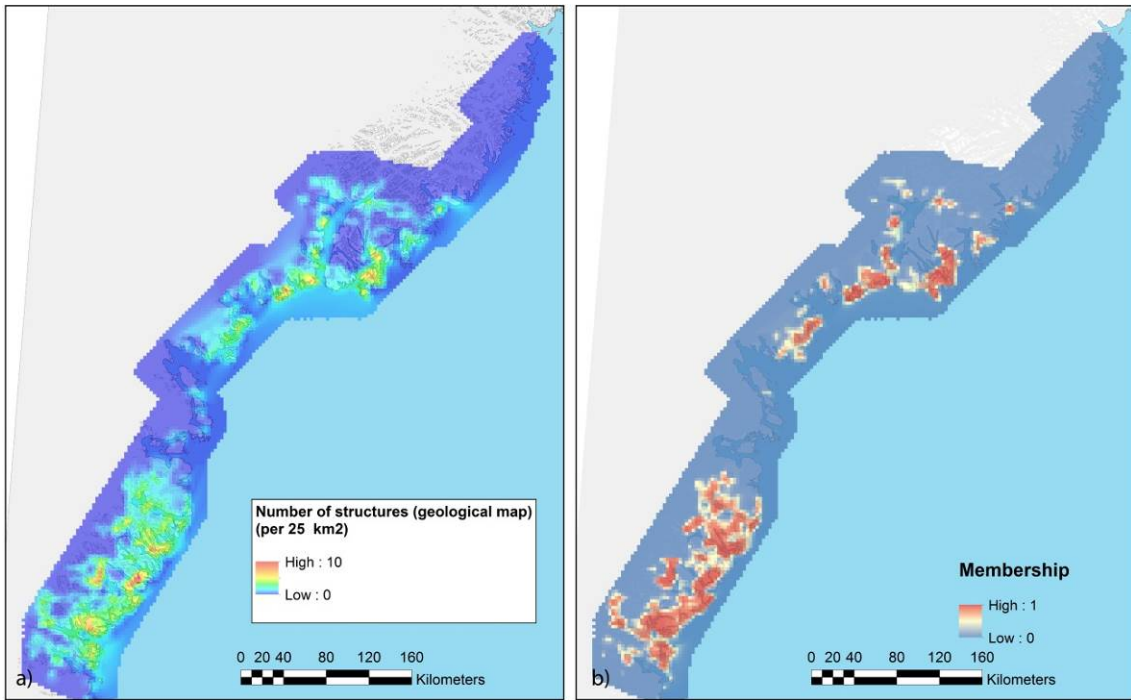 Number of structures (geological map)
(per 25 km2)
High : 10
Low : 0
0 20 40 80 120 160
Kilometers
a)
Membership
High : 1
Low : 0
0 20 40 80 120 160
Kilometers
b)